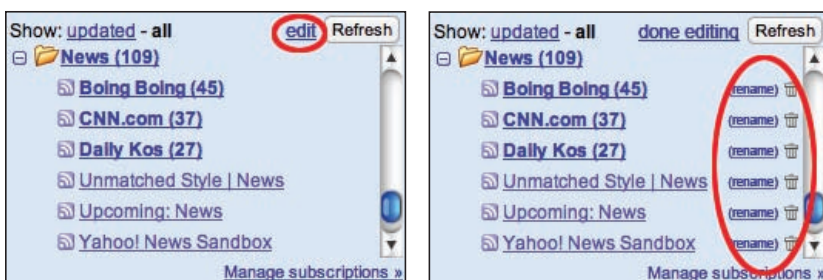 Show: updated - all edit Refresh
News (109)
Boing Boing (45)
CNN.com (37)
Daily Kos (27)
Unmatched Style | News
Upcoming: News
Yahoo! News Sandbox
Manage subscriptions »
Show: updated - all done editing Refresh
News (109)
Boing Boing (45) (rename)
CNN.com (37) (rename)
Daily Kos (27) (rename)
Unmatched Style | News (rename)
Upcoming: News (rename)
Yahoo! News Sandbox (rename)
Manage subscriptions »